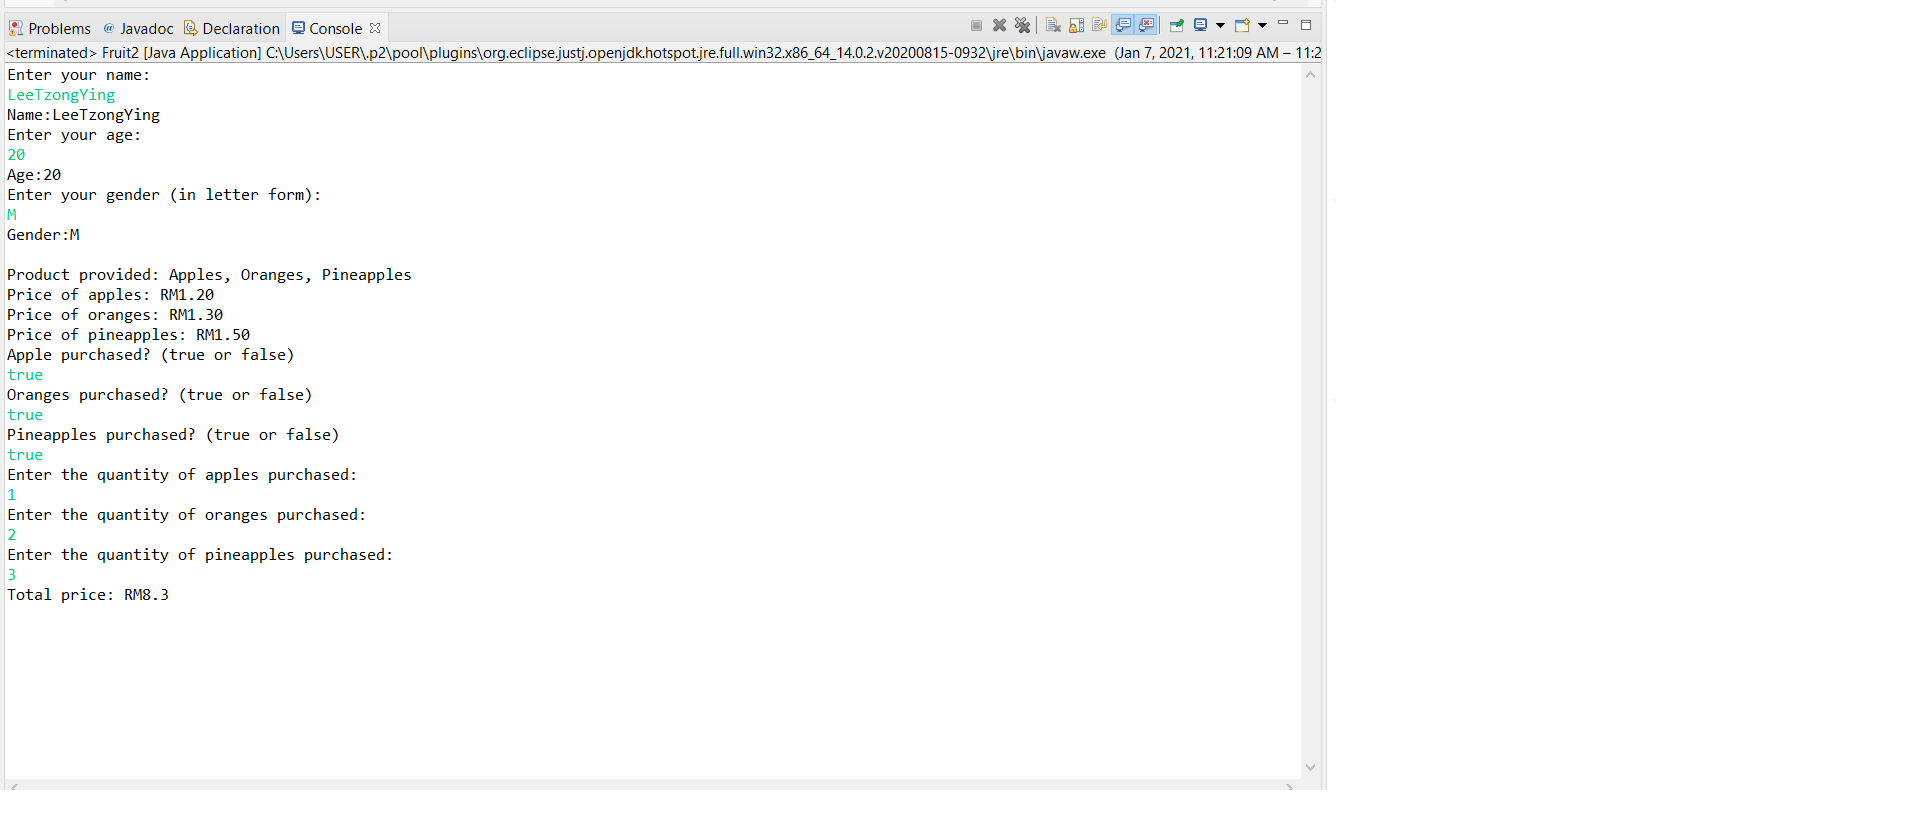 Problems @ Javadoc Declaration Console
<terminated> Fruit2 [Java Application] C:\Users\USER\.p2\pool\plugins\org.eclipse.justj.openjdk.hotspot.jre.full.win32.x86_64_14.0.2.v20200815-0932\jre\bin\javaw.exe (Jan 7, 2021, 11:21:09 AM – 11:2
Enter your name:
LeeTzongYing
Name:LeeTzongYing
Enter your age:
20
Age:20
Enter your gender (in letter form):
M
Gender:M
Product provided: Apples, Oranges, Pineapples
Price of apples: RM1.20
Price of oranges: RM1.30
Price of pineapples: RM1.50
Apple purchased? (true or false)
true
Oranges purchased? (true or false)
true
Pineapples purchased? (true or false)
true
Enter the quantity of apples purchased:
1
Enter the quantity of oranges purchased:
2
Enter the quantity of pineapples purchased:
3
Total price: RM8.3